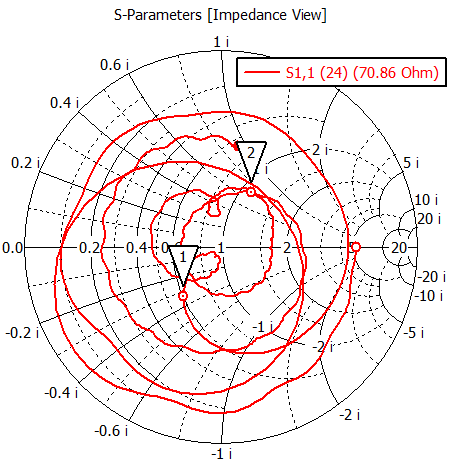 S-Parameters [Impedance View]
S1,1 (24) (70.86 Ohm)
1 i
0.6 i
0.4 i
0.2 i
2 i
5 i
10 i
20 i
2
i
1
0.0
0.2
0.4
1
2
5
20
-20 i
-10 i
-5 i
-2 i
-1 i
-0.6 i
-0.4 i
-0.2 i
-1 i
-2 i